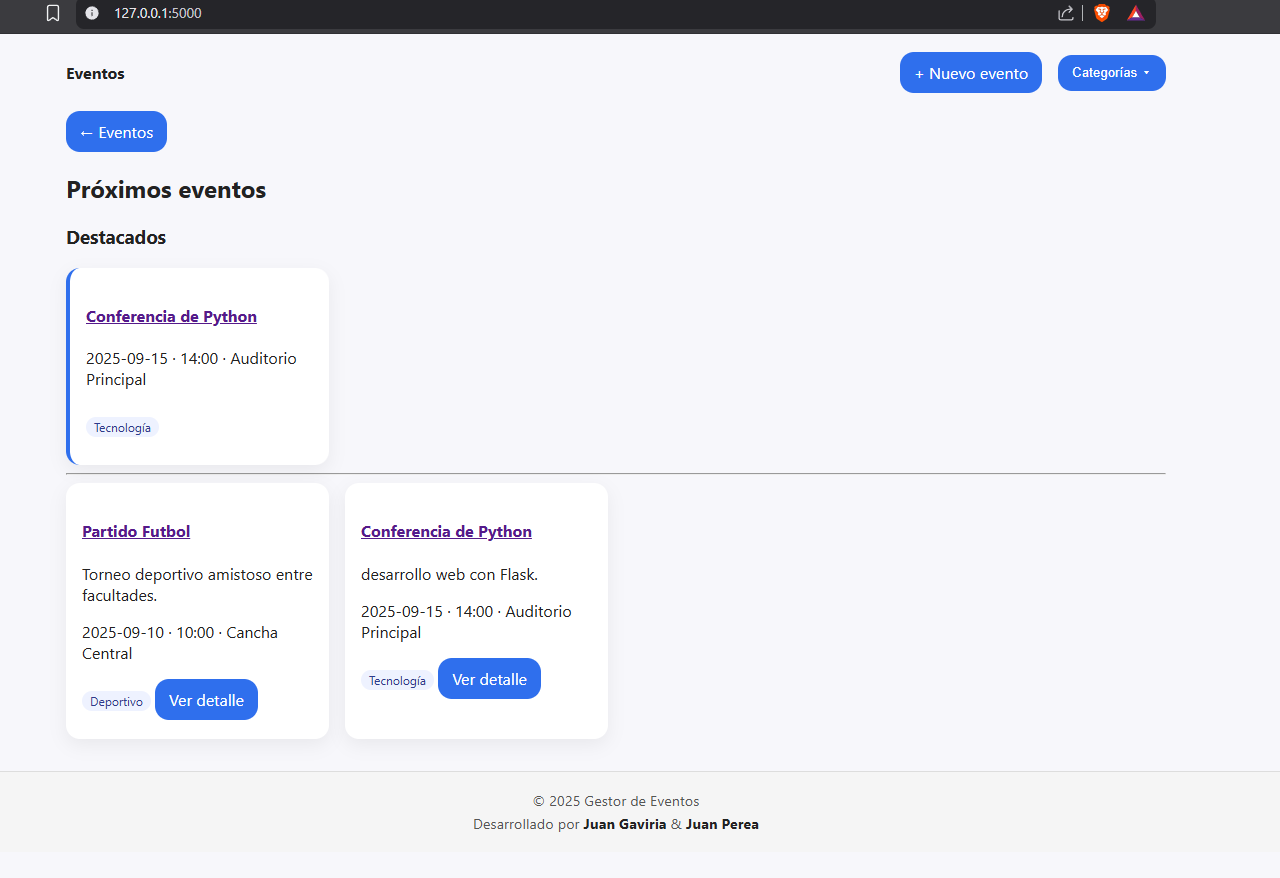 127.0.0.1:5000
Eventos
+ Nuevo evento
Categorías ▾
← Eventos
Próximos eventos
Destacados
Conferencia de Python
2025-09-15 · 14:00 · Auditorio
Principal
Tecnología
Partido Futbol
Torneo deportivo amistoso entre
facultades.
2025-09-10 · 10:00 · Cancha
Central
Deportivo
Ver detalle
Conferencia de Python
desarrollo web con Flask.
2025-09-15 · 14:00 · Auditorio
Principal
Tecnología
Ver detalle
© 2025 Gestor de Eventos
Desarrollado por Juan Gaviria & Juan Perea